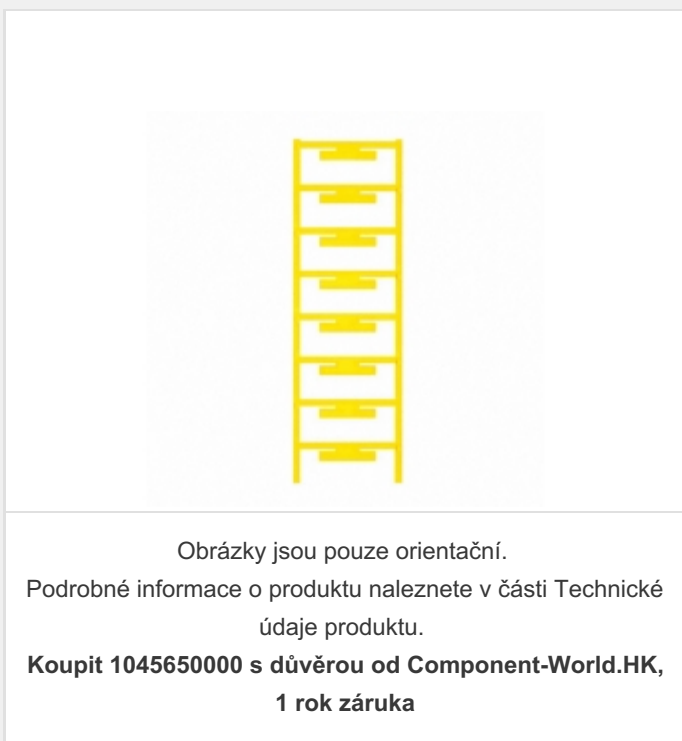 Obrázky jsou pouze orientační.
Podrobné informace o produktu naleznete v části Technické
údaje produktu.
Koupit 1045650000 s důvěrou od Component-World.HK,
1 rok záruka